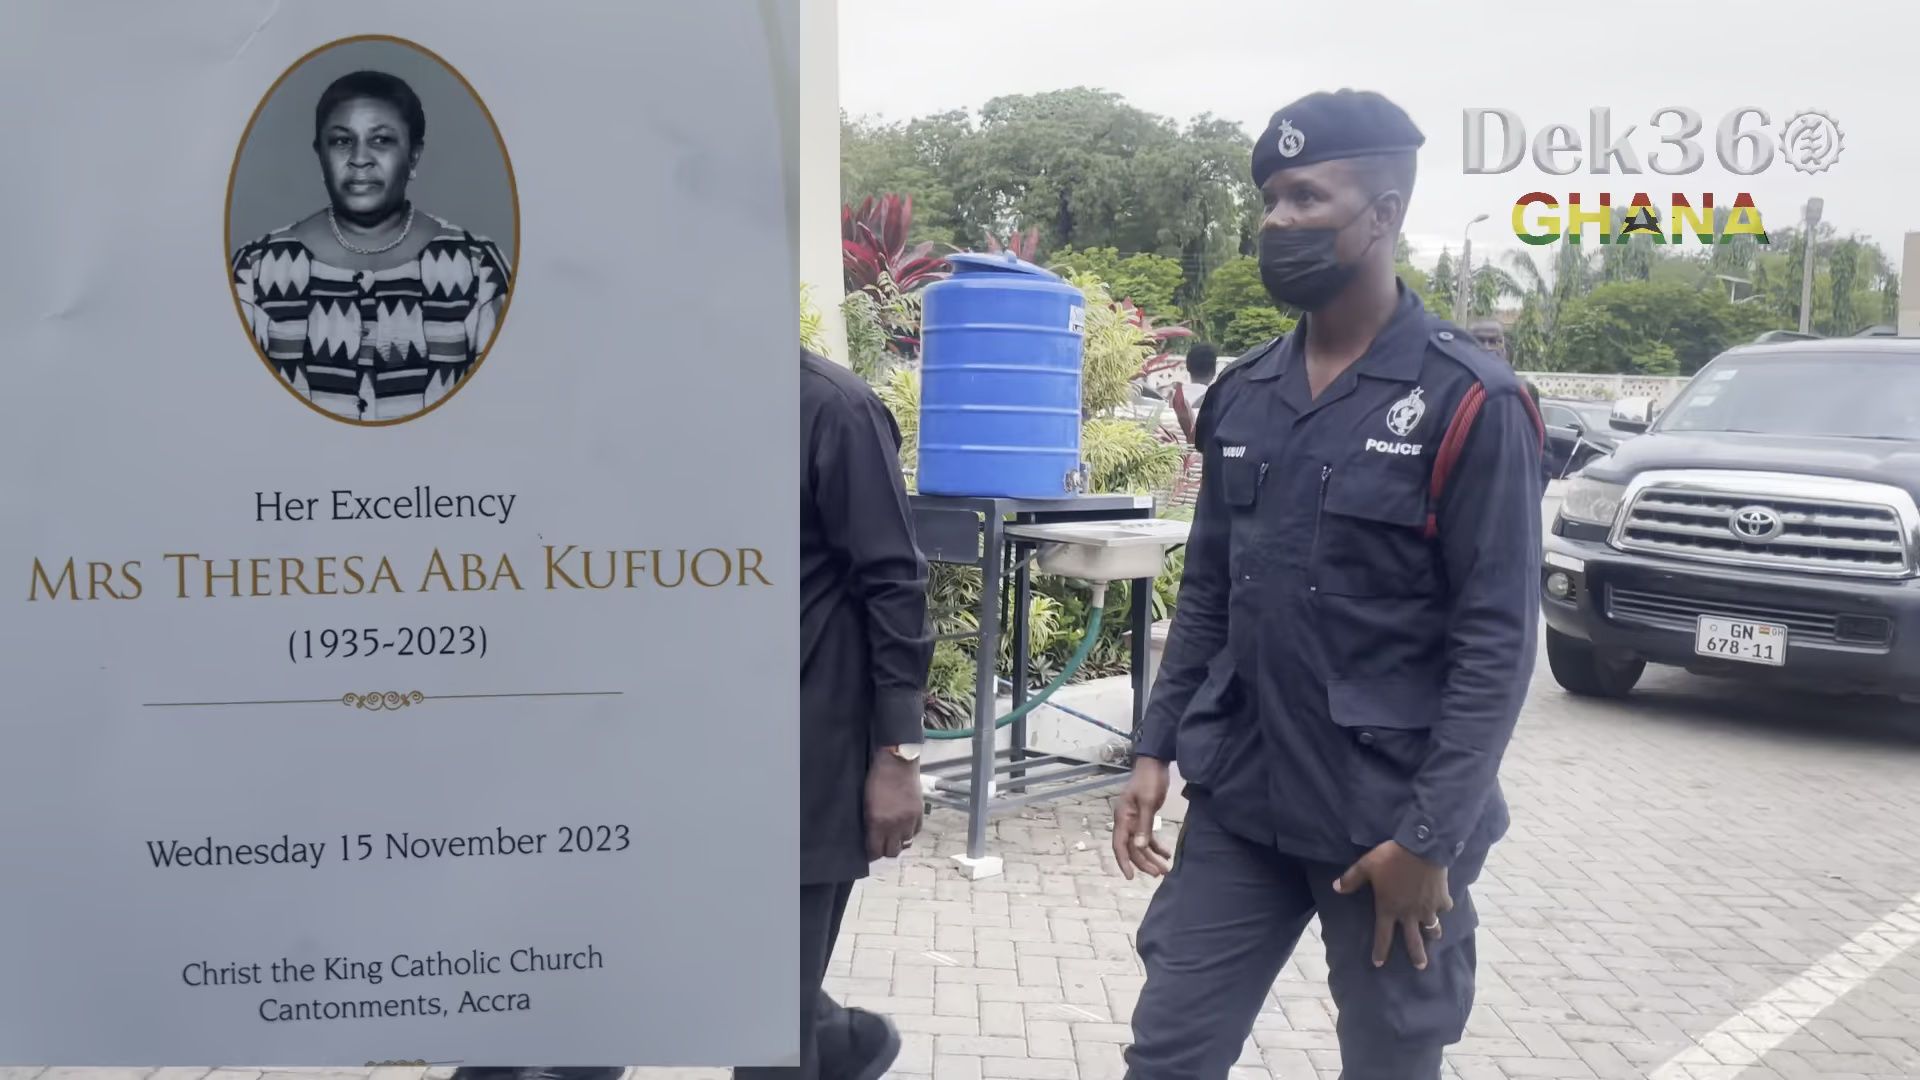 Her Excellency
MRS THERESA ABA KUFUOR
(1935-2023)
Wednesday 15 November 2023
Christ the King Catholic Church
Cantonments, Accra
Dek360
GHANA
POLICE
GN GH
678-11